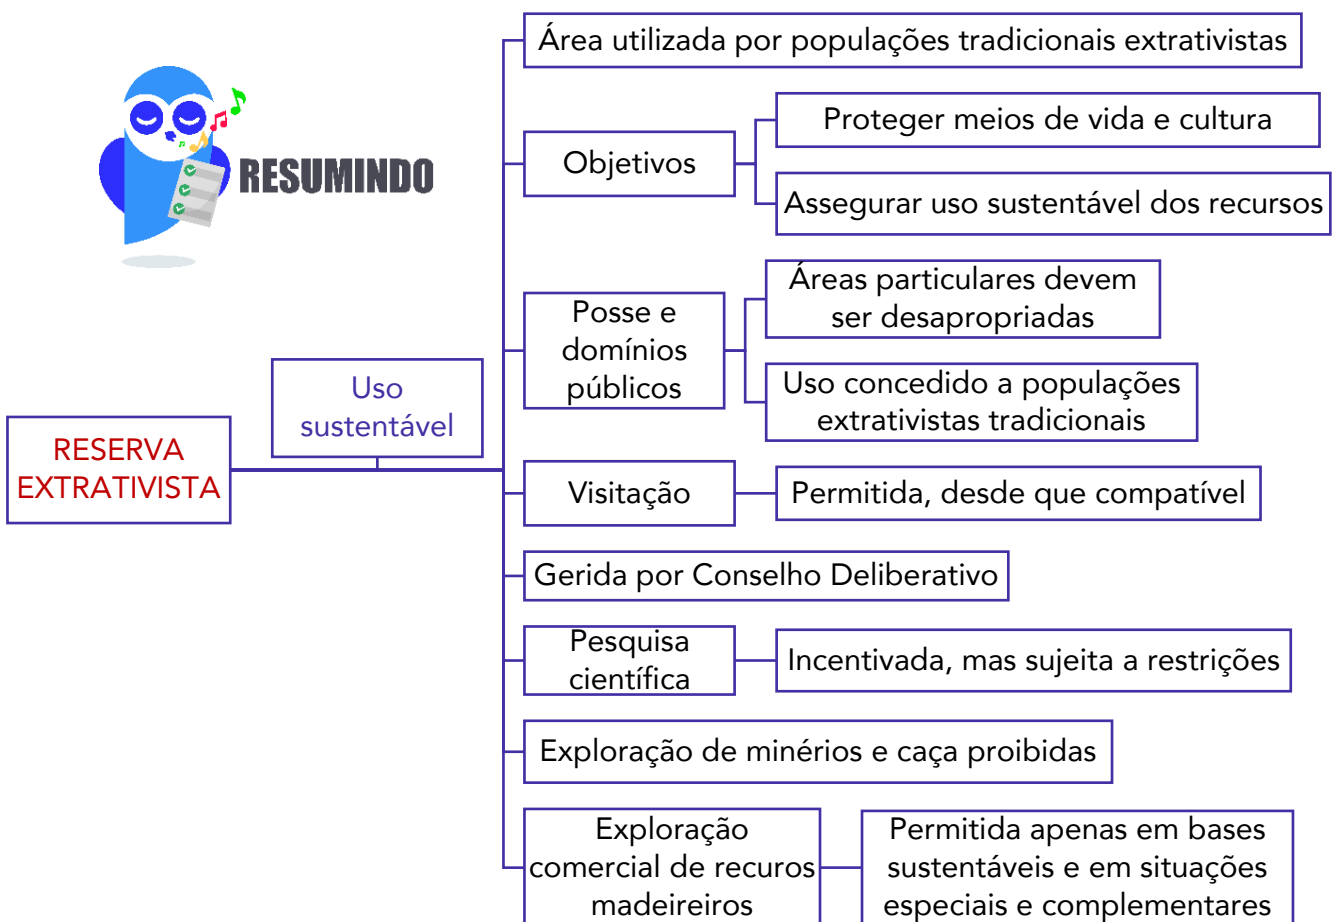 RESUMINDO
RESERVA
EXTRATIVISTA
Uso
sustentável
Área utilizada por populações tradicionais extrativistas
Objetivos
Proteger meios de vida e cultura
Assegurar uso sustentável dos recursos
Posse e
domínios
públicos
Áreas particulares devem
ser desapropriadas
Uso concedido a populações
extrativistas tradicionais
Visitação
Permitida, desde que compatível
Gerida por Conselho Deliberativo
Pesquisa
científica
Incentivada, mas sujeita a restrições
Exploração de minérios e caça proibidas
Exploração
comercial de recuros
madeireiros
Permitida apenas em bases
sustentáveis e em situações
especiais e complementares